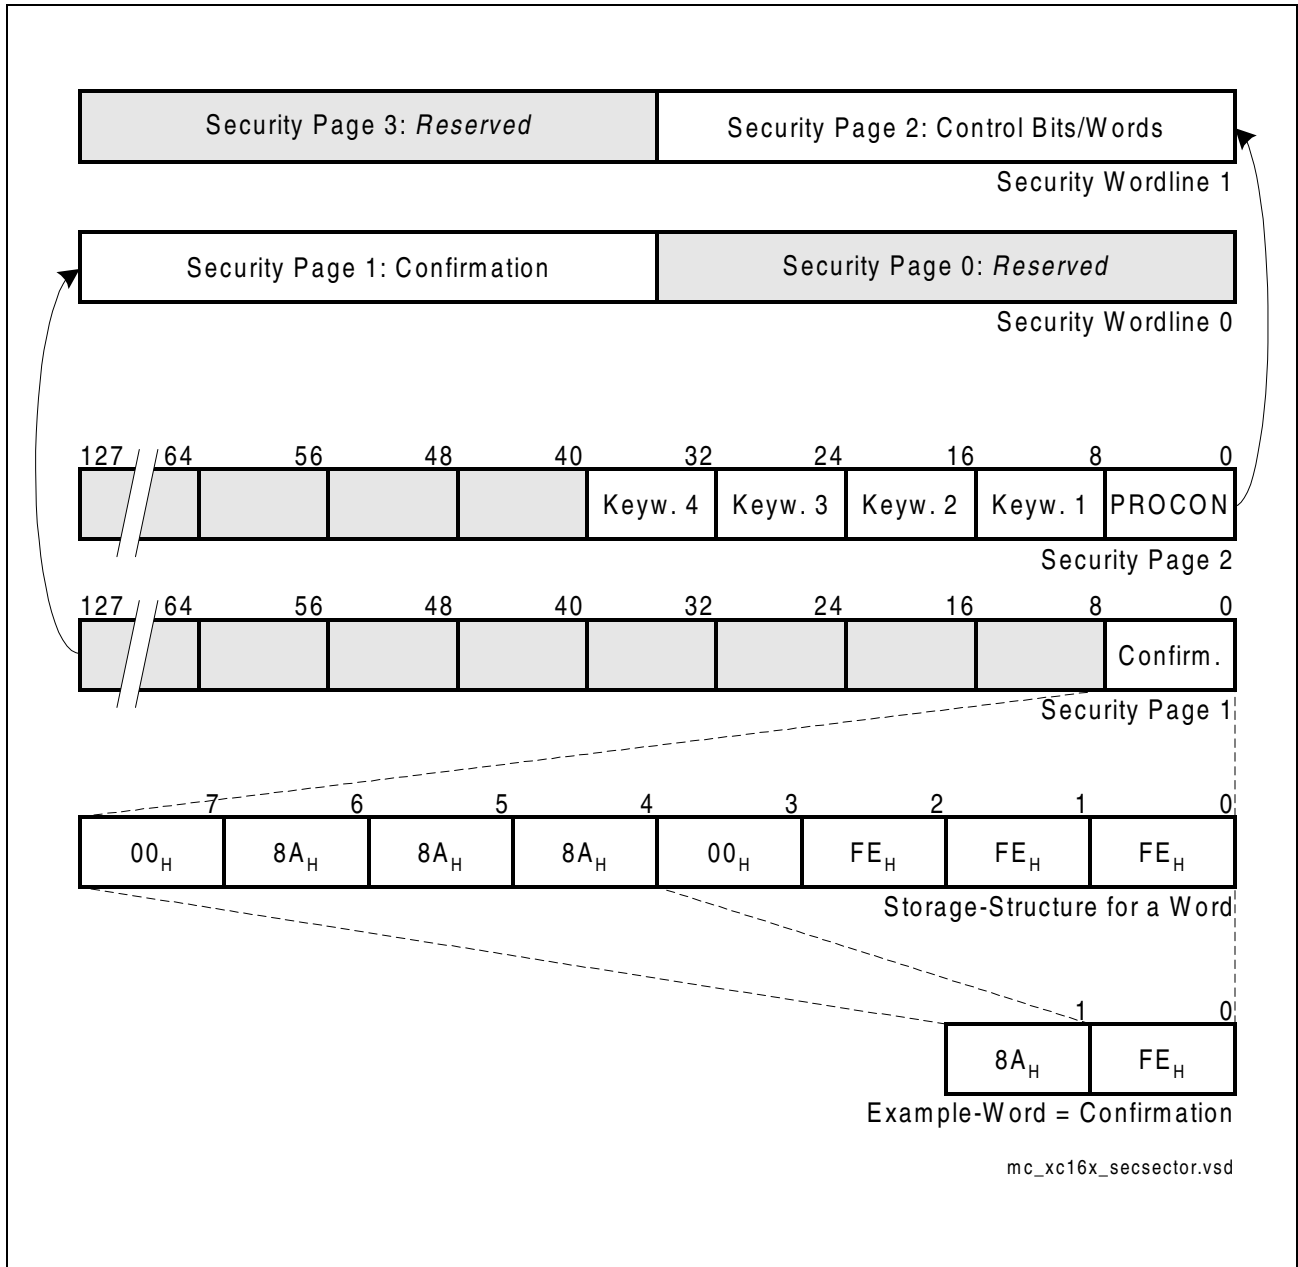 Security Page 3: Reserved Security Page 2: Control Bits/Words
Security Wordline 1
Security Page 1: Confirmation Security Page 0: Reserved
Security Wordline 0
127 64 56 48 40 32 24 16 8 0
Keyw. 4 Keyw. 3 Keyw. 2 Keyw. 1 PROCON
Security Page 2
127 64 56 48 40 32 24 16 8 0
Confirm.
Security Page 1
7 6 5 4 3 2 1 0
00H 8AH 8AH 8AH 00H FEH FEH FEH
Storage-Structure for a Word
1 0
8AH FEH
Example-Word = Confirmation
mc_xc16x_secsector.vsd